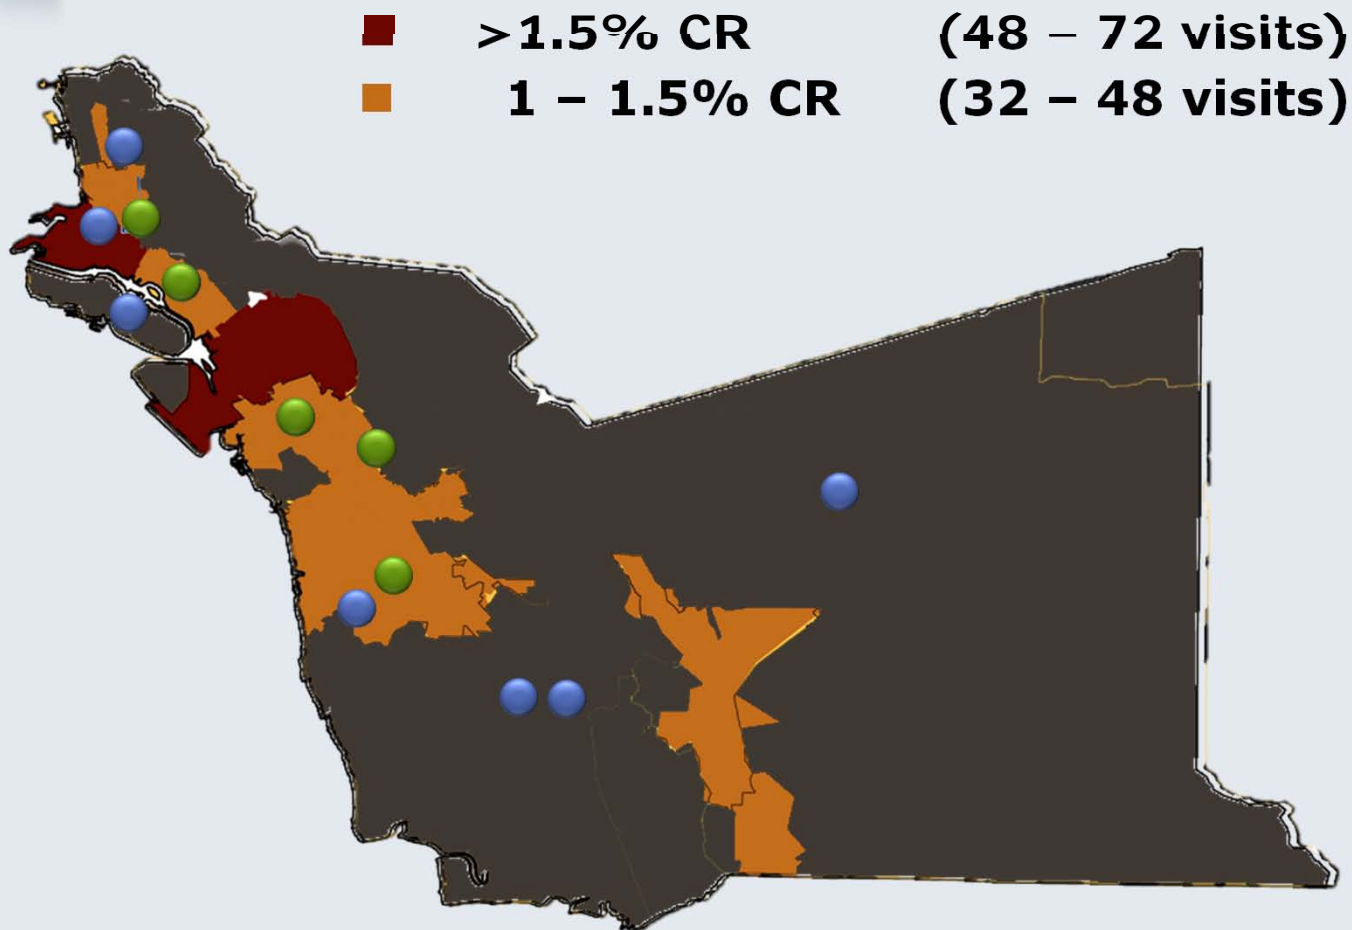 >1.5% CR (48 – 72 visits)
1 – 1.5% CR (32 – 48 visits)